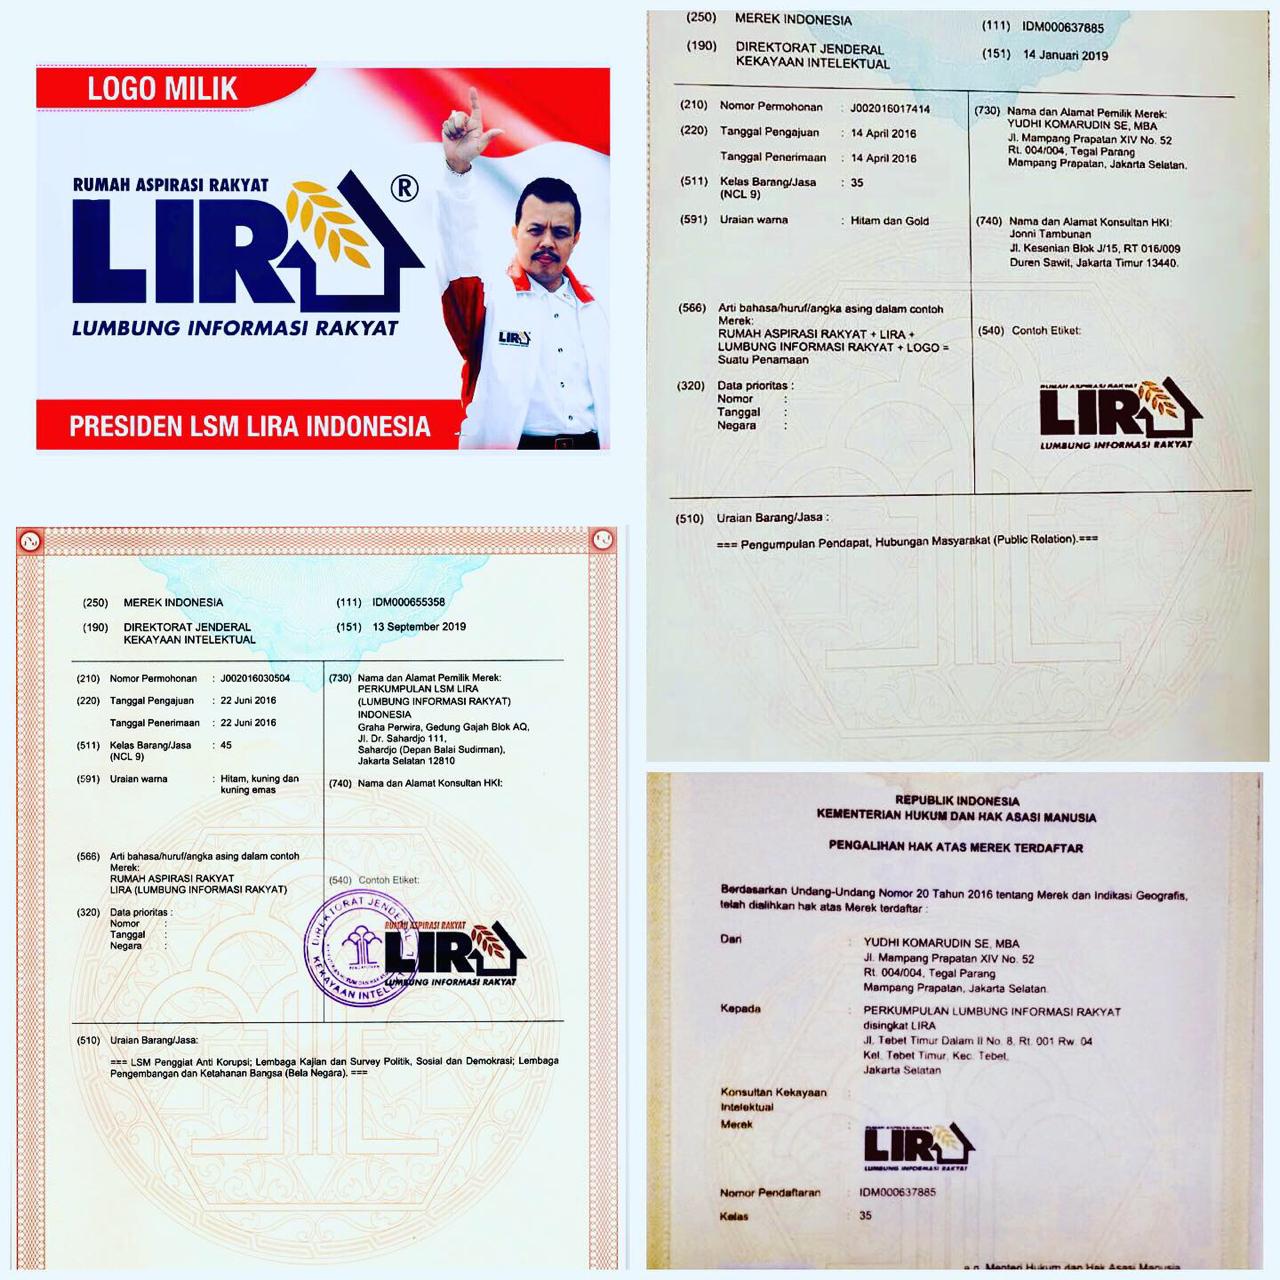 LOGO MILIK
RUMAH ASPIRASI RAKYAT
LIRA ®
LUMBUNG INFORMASI RAKYAT
LIRA
PRESIDEN LSM LIRA INDONESIA
(250) MEREK INDONESIA
(111) IDM000637885
(190) DIREKTORAT JENDERAL
KEKAYAAN INTELEKTUAL
(151) 14 Januari 2019
(210) Nomor Permohonan : J002016017414
(220) Tanggal Pengajuan : 14 April 2016
Tanggal Penerimaan : 14 April 2016
(511) Kelas Barang/Jasa : 35
(NCL 9)
(591) Uraian warna : Hitam dan Gold
(730) Nama dan Alamat Pemilik Merek:
YUDHI KOMARUDIN SE, MBA
Jl. Mampang Prapatan XIV No. 52
Rt. 004/004, Tegal Parang
Mampang Prapatan, Jakarta Selatan.
(740) Nama dan Alamat Konsultan HKI:
Jonni Tambunan
Jl. Kesenian Blok J/15, RT 016/009
Duren Sawit, Jakarta Timur 13440.
(566) Arti bahasa/huruf/angka asing dalam contoh
Merek:
RUMAH ASPIRASI RAKYAT + LIRA +
LUMBUNG INFORMASI RAKYAT + LOGO =
Suatu Penamaan
(320) Data prioritas :
Nomor :
Tanggal :
Negara :
(540) Contoh Etiket:
RUMAH ASPIRASI RAKYAT
LIRA
LUMBUNG INFORMASI RAKYAT
(510) Uraian Barang/Jasa :
=== Pengumpulan Pendapat, Hubungan Masyarakat (Public Relation).===
(250) MEREK INDONESIA
(111) IDM000655358
(190) DIREKTORAT JENDERAL
KEKAYAAN INTELEKTUAL
(151) 13 September 2019
(210) Nomor Permohonan : J002016030504
(220) Tanggal Pengajuan : 22 Juni 2016
Tanggal Penerimaan : 22 Juni 2016
(511) Kelas Barang/Jasa : 45
(NCL 9)
(591) Uraian warna : Hitam, kuning dan
kuning emas
(730) Nama dan Alamat Pemilik Merek:
PERKUMPULAN LSM LIRA
(LUMBUNG INFORMASI RAKYAT)
INDONESIA
Graha Perwira, Gedung Gajah Blok AQ,
Jl. Dr. Sahardjo 111,
Sahardjo (Depan Balai Sudirman),
Jakarta Selatan 12810
(740) Nama dan Alamat Konsultan HKI:
(566) Arti bahasa/huruf/angka asing dalam contoh
Merek:
RUMAH ASPIRASI RAKYAT
LIRA (LUMBUNG INFORMASI RAKYAT)
(320) Data prioritas :
Nomor :
Tanggal :
Negara :
(540) Contoh Etiket:
DIREKTORAT JENDERAL
KEKAYAAN INTEL
RUMAH ASPIRASI RAKYAT
LIRA
LUMBUNG INFORMASI RAKYAT
(510) Uraian Barang/Jasa:
=== LSM Penggiat Anti Korupsi; Lembaga Kajian dan Survey Politik, Sosial dan Demokrasi; Lembaga
Pengembangan dan Ketahanan Bangsa (Bela Negara). ===
REPUBLIK INDONESIA
KEMENTERIAN HUKUM DAN HAK ASASI MANUSIA
PENGALIHAN HAK ATAS MEREK TERDAFTAR
Berdasarkan Undang-Undang Nomor 20 Tahun 2016 tentang Merek dan Indikasi Geografis,
telah dialihkan hak atas Merek terdaftar :
Dari : YUDHI KOMARUDIN SE, MBA
Jl. Mampang Prapatan XIV No. 52
Rt. 004/004, Tegal Parang
Mampang Prapatan, Jakarta Selatan.
Kepada : PERKUMPULAN LUMBUNG INFORMASI RAKYAT
disingkat LIRA
Jl. Tebet Timur Dalam II No. 8, Rt. 001 Rw. 04
Kel. Tebet Timur, Kec. Tebet,
Jakarta Selatan
Konsultan Kekayaan :
Intelektual
Merek :
RUMAH ASPIRASI RAKYAT
LIRA
LUMBUNG INFORMASI RAKYAT
Nomor Pendaftaran : IDM000637885
Kelas : 35
a.n. Menteri Hukum dan Hak Asasi Manusia